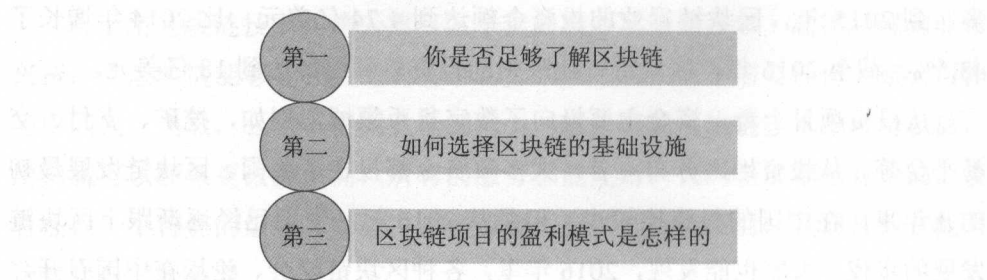 第一 你是否足够了解区块链
第二 如何选择区块链的基础设施
第三 区块链项目的盈利模式是怎样的